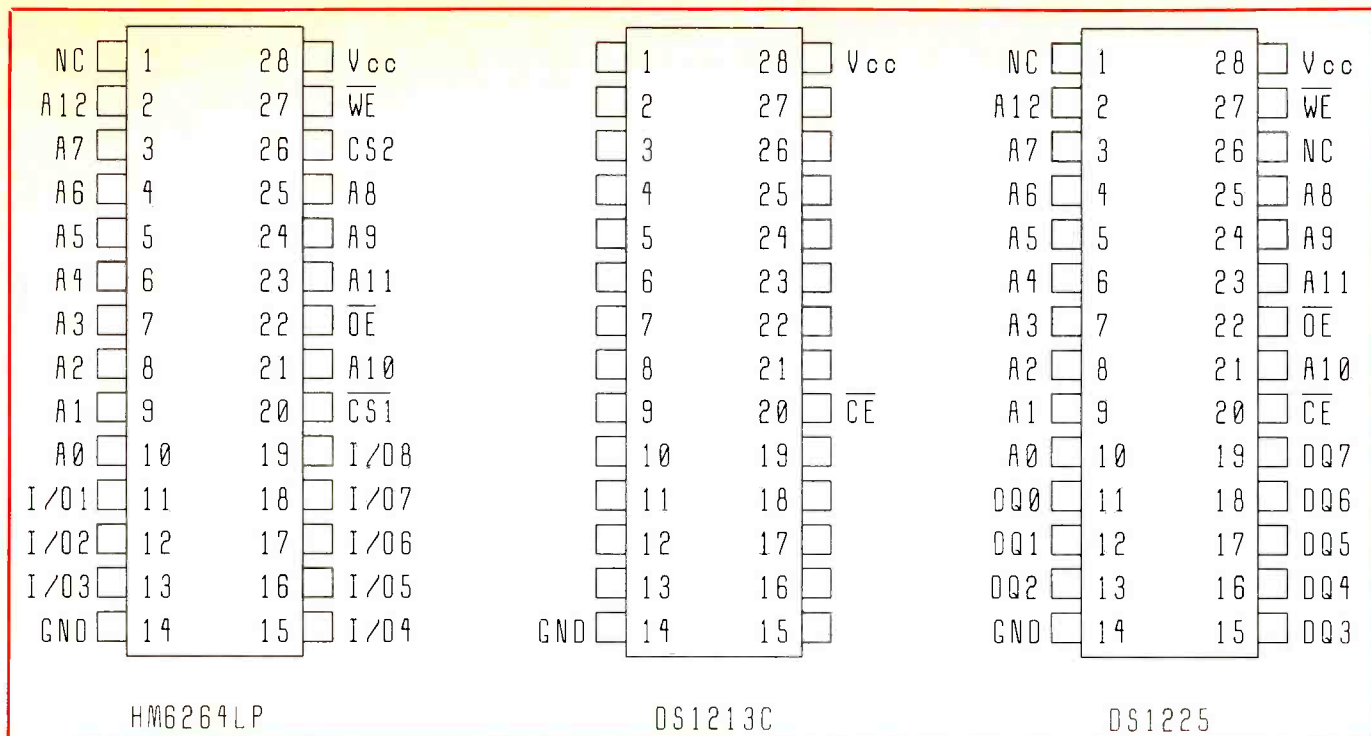 NC 1 28 Vcc 1 28 Vcc NC 1 28 Vcc
A12 2 27 W̅E̅ 2 27 A12 2 27 W̅E̅
A7 3 26 CS2 3 26 A7 3 26 NC
A6 4 25 A8 4 25 A6 4 25 A8
A5 5 24 A9 5 24 A5 5 24 A9
A4 6 23 A11 6 23 A4 6 23 A11
A3 7 22 O̅E̅ 7 22 A3 7 22 O̅E̅
A2 8 21 A10 8 21 A2 8 21 A10
A1 9 20 C̅S̅1̅ 9 20 C̅E̅ A1 9 20 C̅E̅
A0 10 19 I/O8 10 19 A0 10 19 DQ7
I/O1 11 18 I/O7 11 18 DQ0 11 18 DQ6
I/O2 12 17 I/O6 12 17 DQ1 12 17 DQ5
I/O3 13 16 I/O5 13 16 DQ2 13 16 DQ4
GND 14 15 I/O4 GND 14 15 GND 14 15 DQ3
HM6264LP DS1213C DS1225